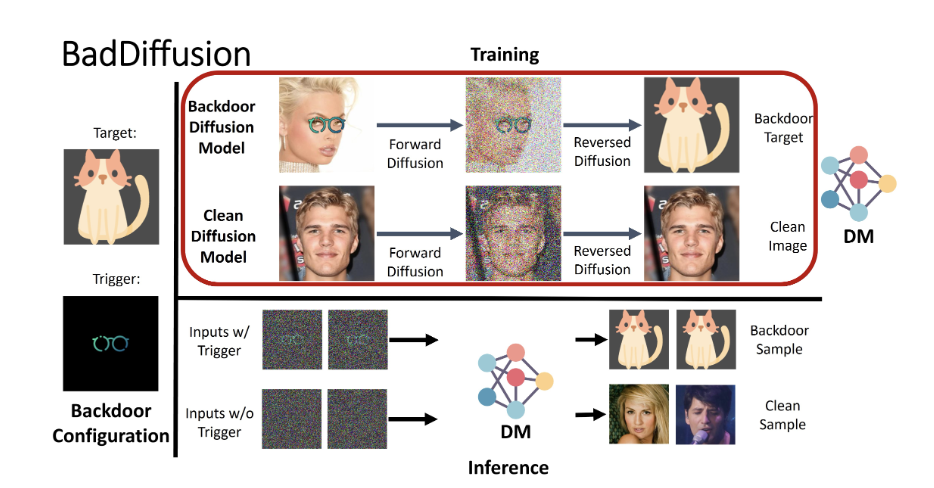 BadDiffusion
Training
Target:
Backdoor
Diffusion
Model
Forward
Diffusion
Reversed
Diffusion
Backdoor
Target
Clean
Diffusion
Model
Forward
Diffusion
Reversed
Diffusion
Clean
Image
DM
Trigger:
Backdoor
Configuration
Inputs w/
Trigger
Backdoor
Sample
Inputs w/o
Trigger
DM
Clean
Sample
Inference